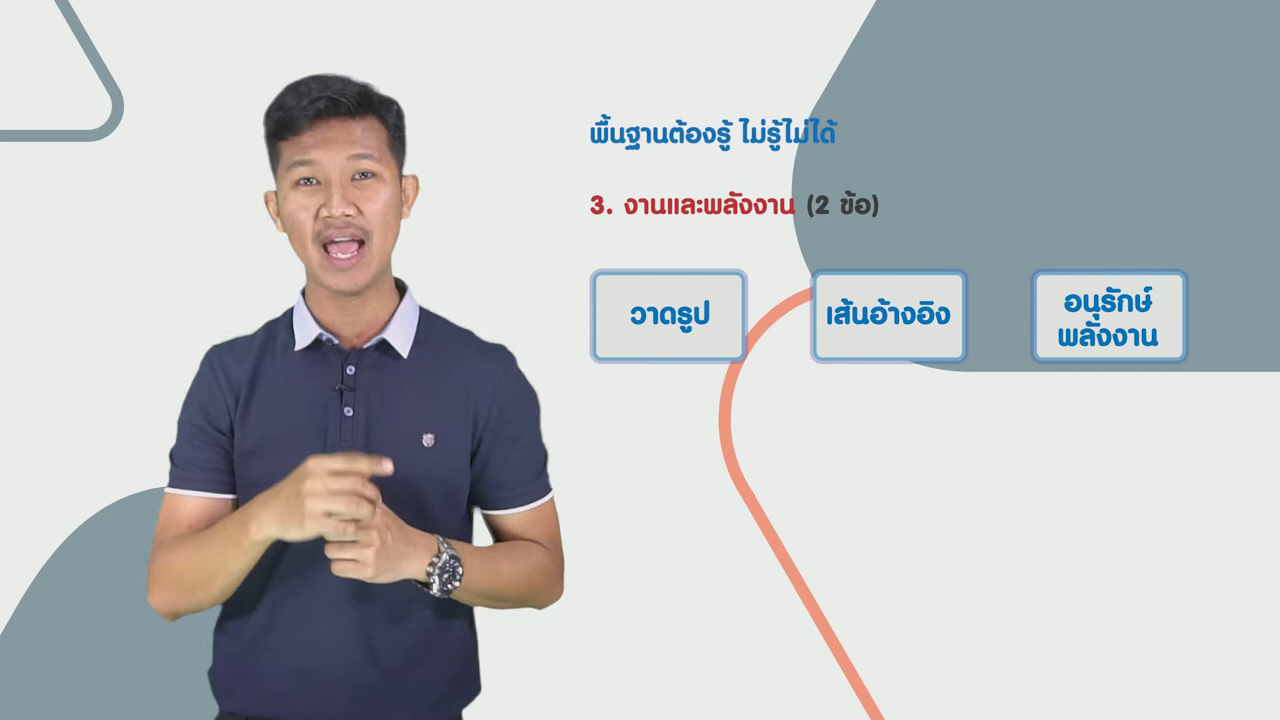 พื้นฐานต้องรู้ ไม่รู้ไม่ได้
3. งานและพลังงาน (2 ข้อ)
วาดรูป
เส้นอ้างอิง
อนุรักษ์
พลังงาน